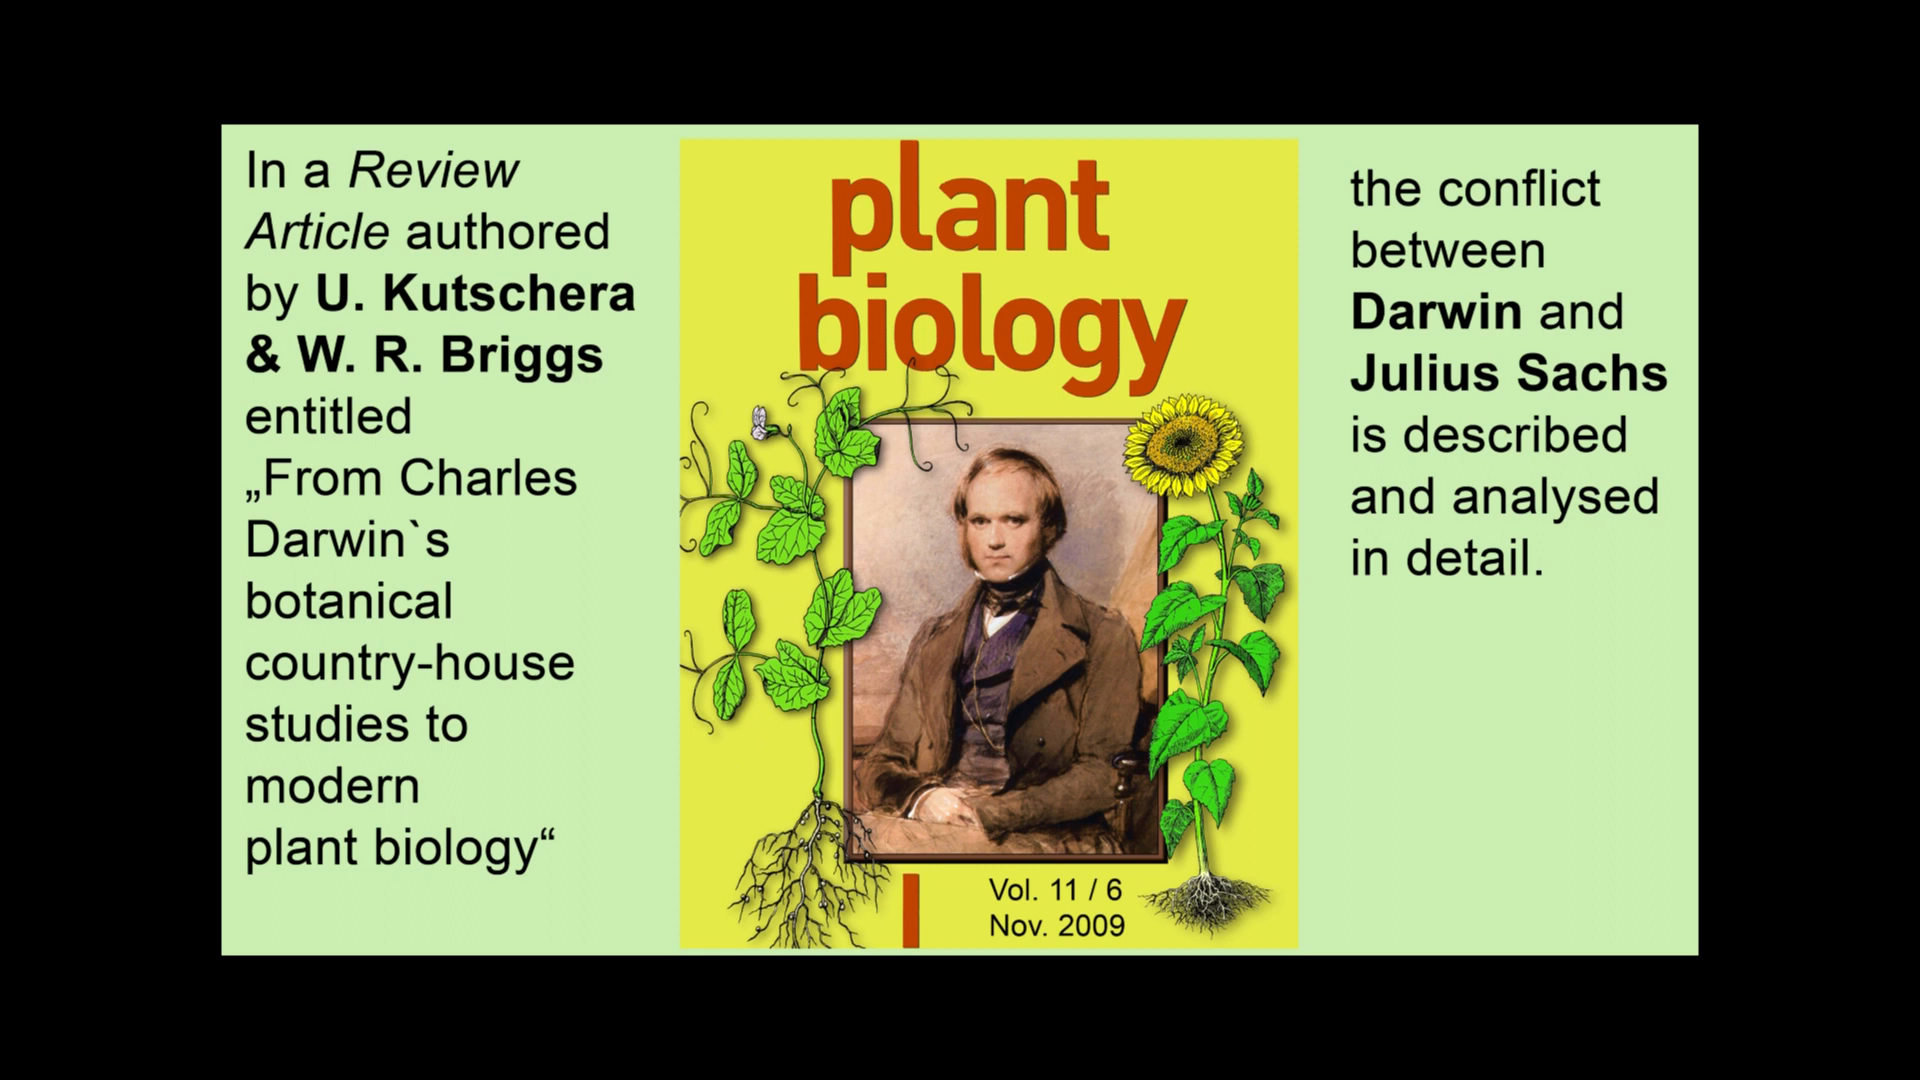 In a Review
Article authored
by U. Kutschera
& W. R. Briggs
entitled
„From Charles
Darwin`s
botanical
country-house
studies to
modern
plant biology“
plant
biology
Vol. 11 / 6
Nov. 2009
the conflict
between
Darwin and
Julius Sachs
is described
and analysed
in detail.